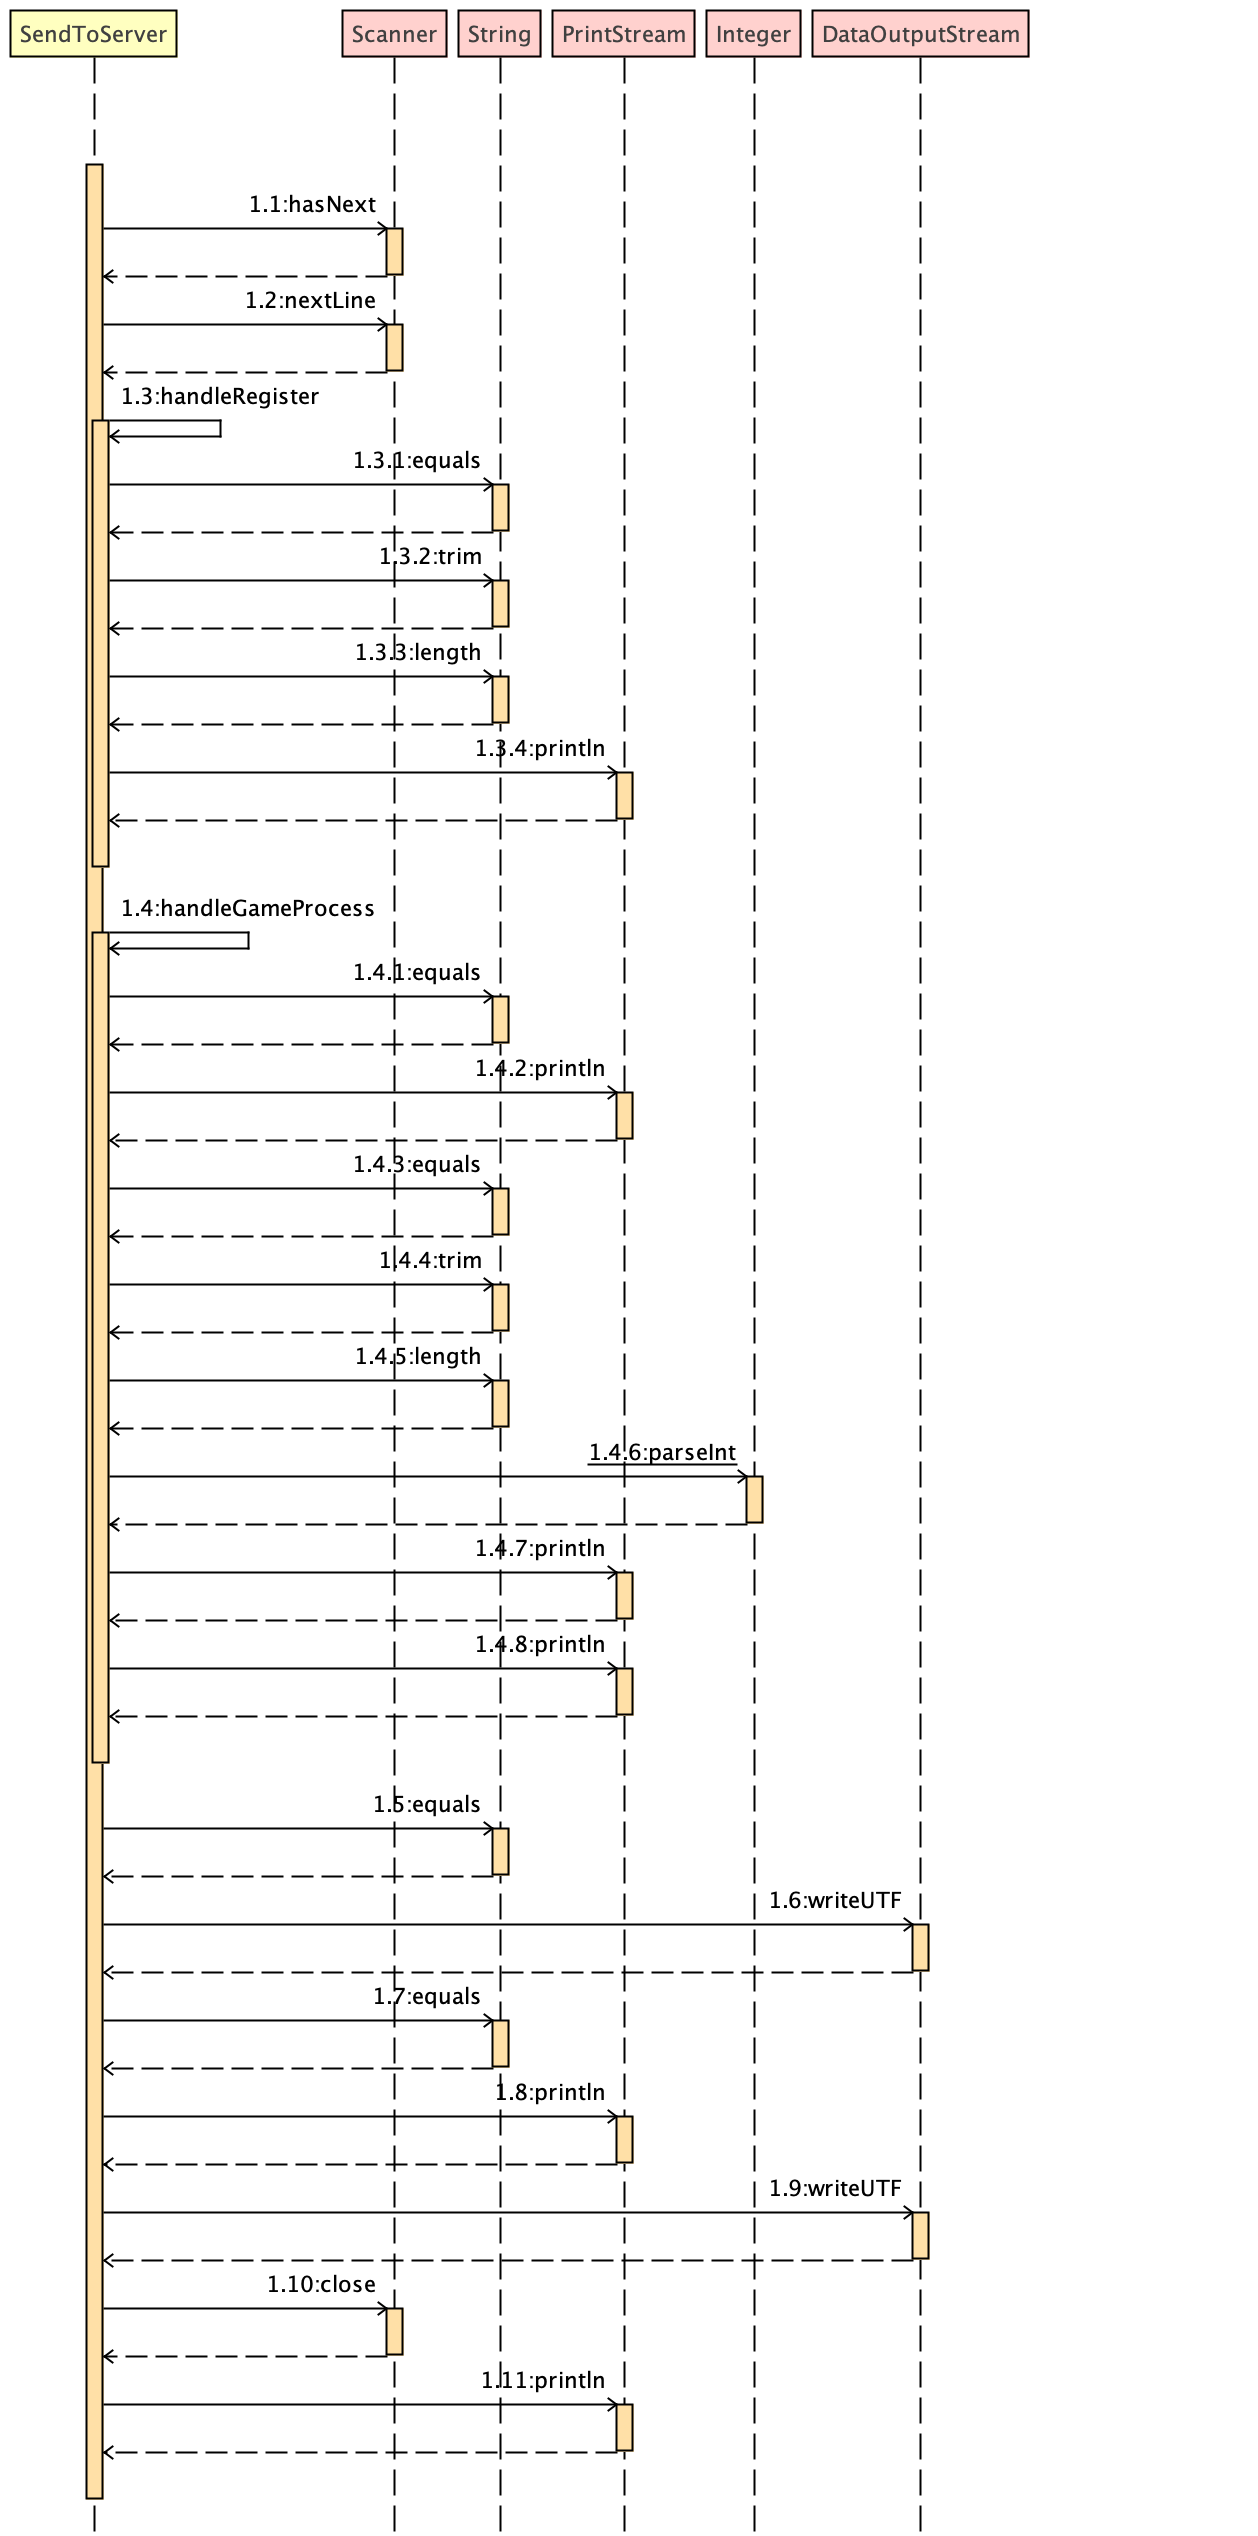 SendToServer
Scanner
String
PrintStream
Integer
DataOutputStream
1.1:hasNext
1.2:nextLine
1.3:handleRegister
1.3.1:equals
1.3.2:trim
1.3.3:length
1.3.4:println
1.4:handleGameProcess
1.4.1:equals
1.4.2:println
1.4.3:equals
1.4.4:trim
1.4.5:length
1.4.6:parseInt
1.4.7:println
1.4.8:println
1.5:equals
1.6:writeUTF
1.7:equals
1.8:println
1.9:writeUTF
1.10:close
1.11:println